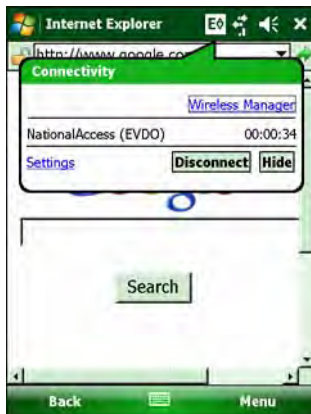 Internet Explorer
http://www.google.co
Connectivity
Wireless Manager
NationalAccess (EVDO) 00:00:34
Settings Disconnect Hide
Search
Back Menu